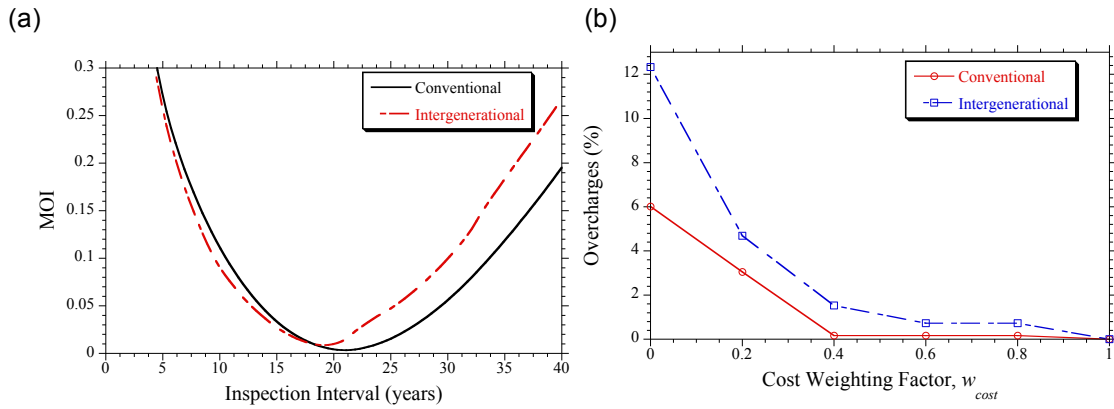 (a)
(b)
MOI
0.3
0.25
0.2
0.15
0.1
0.05
0
Conventional
Intergenerational
0 5 10 15 20 25 30 35 40
Inspection Interval (years)
Overcharges (%)
12
10
8
6
4
2
0
Conventional
Intergenerational
0 0.2 0.4 0.6 0.8 1
Cost Weighting Factor, w_cost